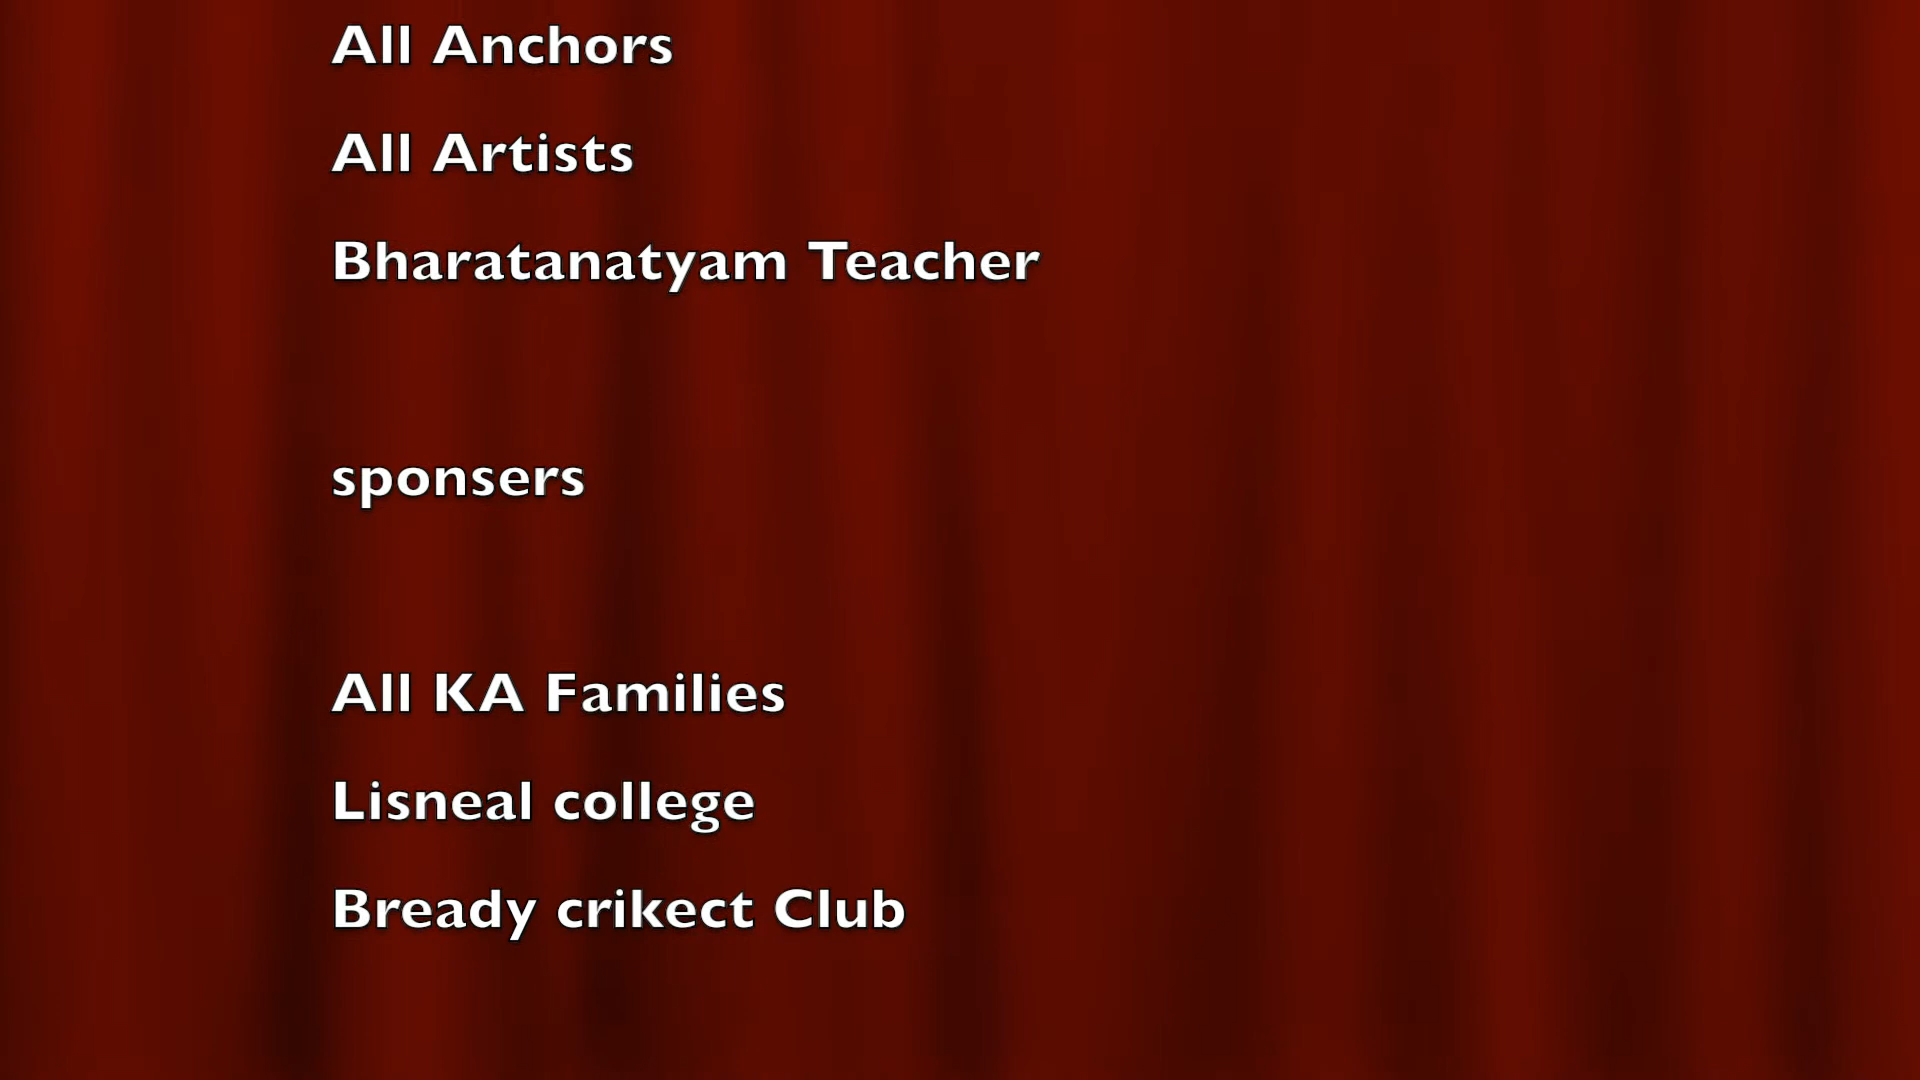 All Anchors
All Artists
Bharatanatyam Teacher
sponsers
All KA Families
Lisneal college
Bready crikect Club